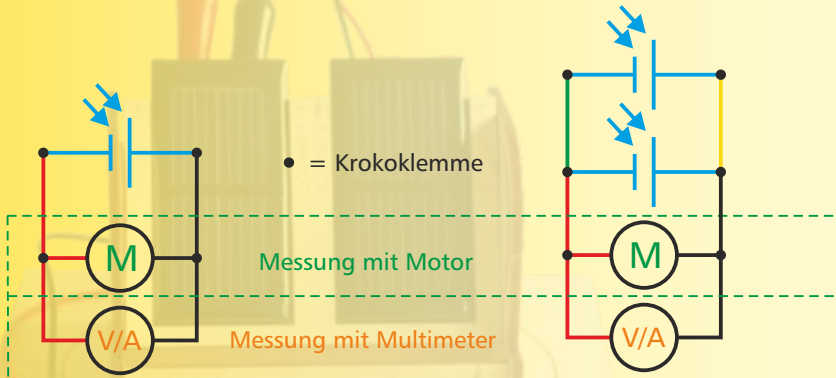 • = Krokoklemme
M
Messung mit Motor
M
V/A
Messung mit Multimeter
V/A